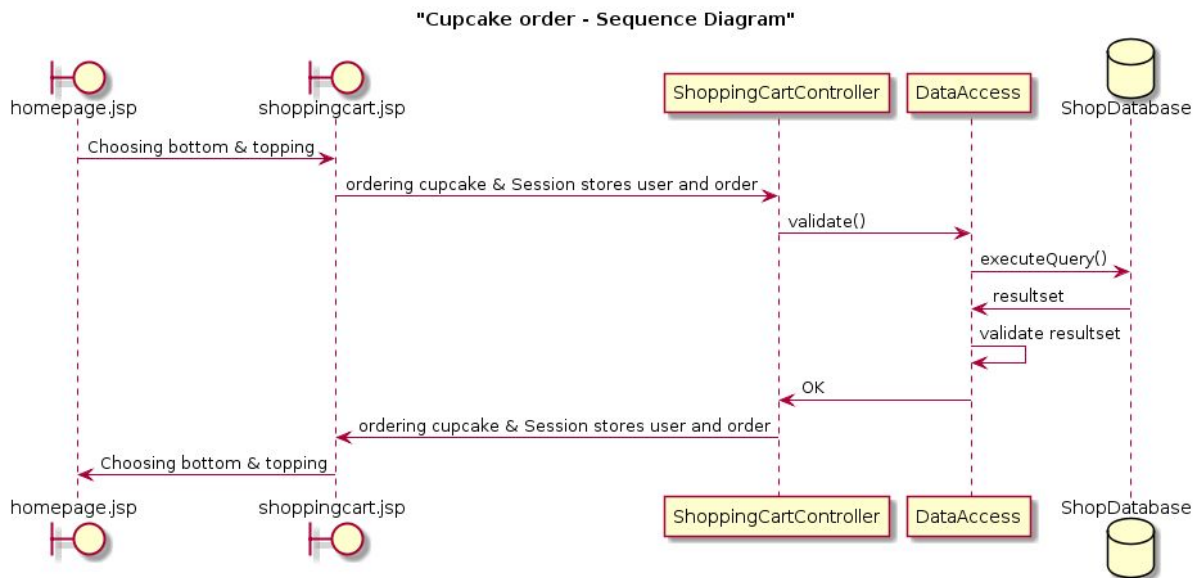 "Cupcake order - Sequence Diagram"
homepage.jsp
shoppingcart.jsp
ShoppingCartController
DataAccess
ShopDatabase
Choosing bottom & topping
ordering cupcake & Session stores user and order
validate()
executeQuery()
resultset
validate resultset
OK
ordering cupcake & Session stores user and order
Choosing bottom & topping
homepage.jsp
shoppingcart.jsp
ShoppingCartController
DataAccess
ShopDatabase